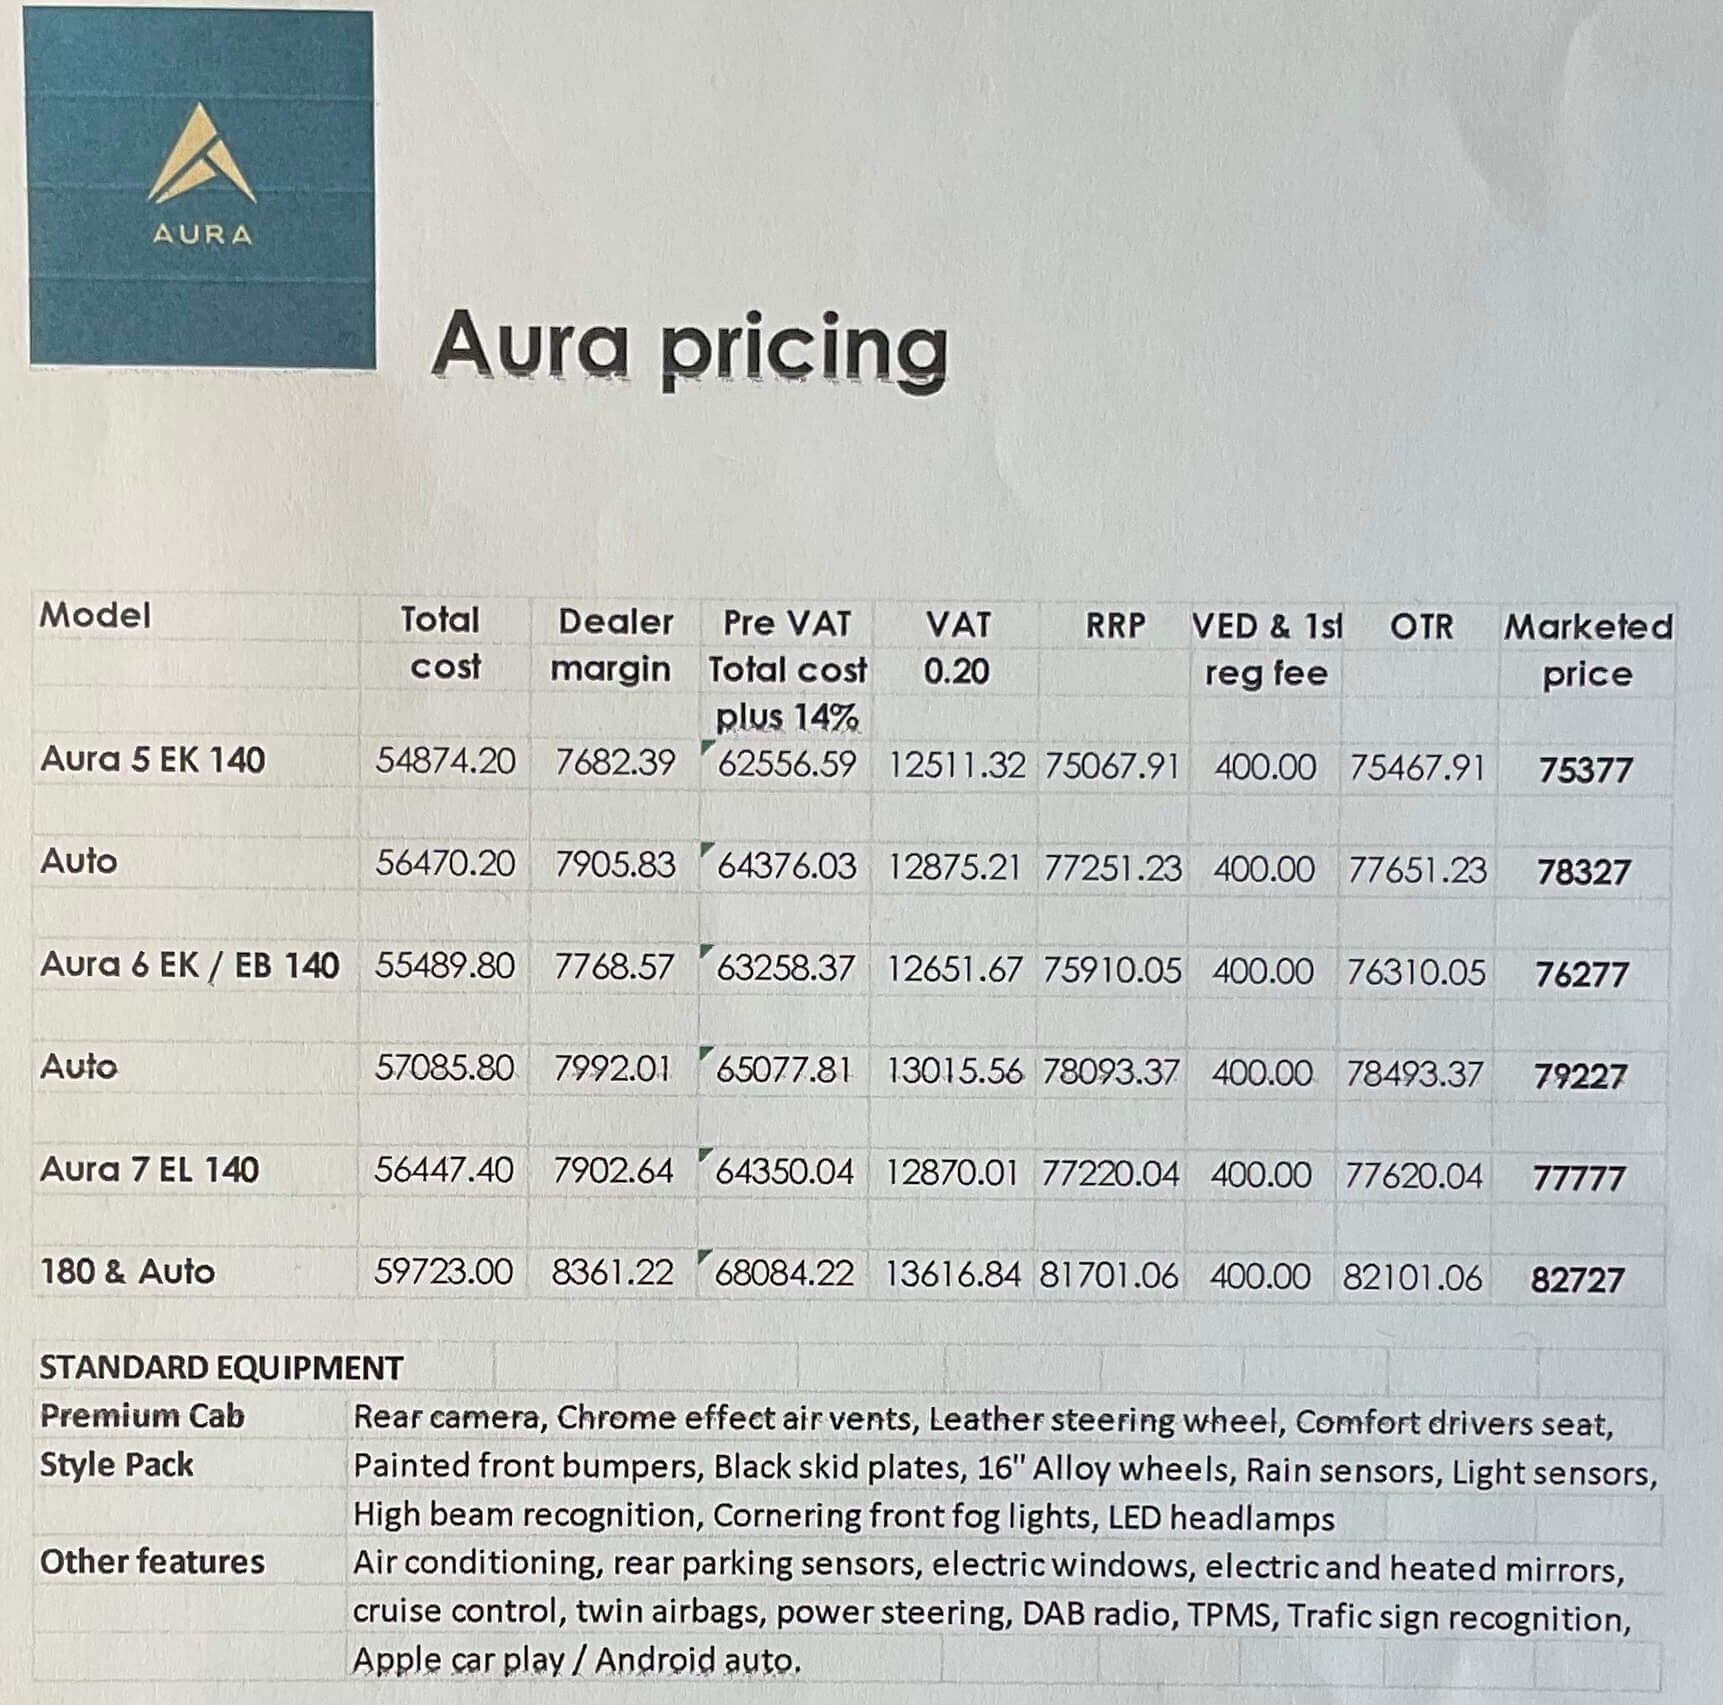 AURA
Aura pricing
Model Total cost Dealer margin Pre VAT Total cost plus 14% VAT 0.20 RRP VED & 1st reg fee OTR Marketed price
Aura 5 EK 140 54874.20 7682.39 62556.59 12511.32 75067.91 400.00 75467.91 75377
Auto 56470.20 7905.83 64376.03 12875.21 77251.23 400.00 77651.23 78327
Aura 6 EK / EB 140 55489.80 7768.57 63258.37 12651.67 75910.05 400.00 76310.05 76277
Auto 57085.80 7992.01 65077.81 13015.56 78093.37 400.00 78493.37 79227
Aura 7 EL 140 56447.40 7902.64 64350.04 12870.01 77220.04 400.00 77620.04 77777
180 & Auto 59723.00 8361.22 68084.22 13616.84 81701.06 400.00 82101.06 82727
STANDARD EQUIPMENT
Premium Cab Rear camera, Chrome effect air vents, Leather steering wheel, Comfort drivers seat,
Style Pack Painted front bumpers, Black skid plates, 16" Alloy wheels, Rain sensors, Light sensors,
High beam recognition, Cornering front fog lights, LED headlamps
Other features Air conditioning, rear parking sensors, electric windows, electric and heated mirrors,
cruise control, twin airbags, power steering, DAB radio, TPMS, Trafic sign recognition,
Apple car play / Android auto.